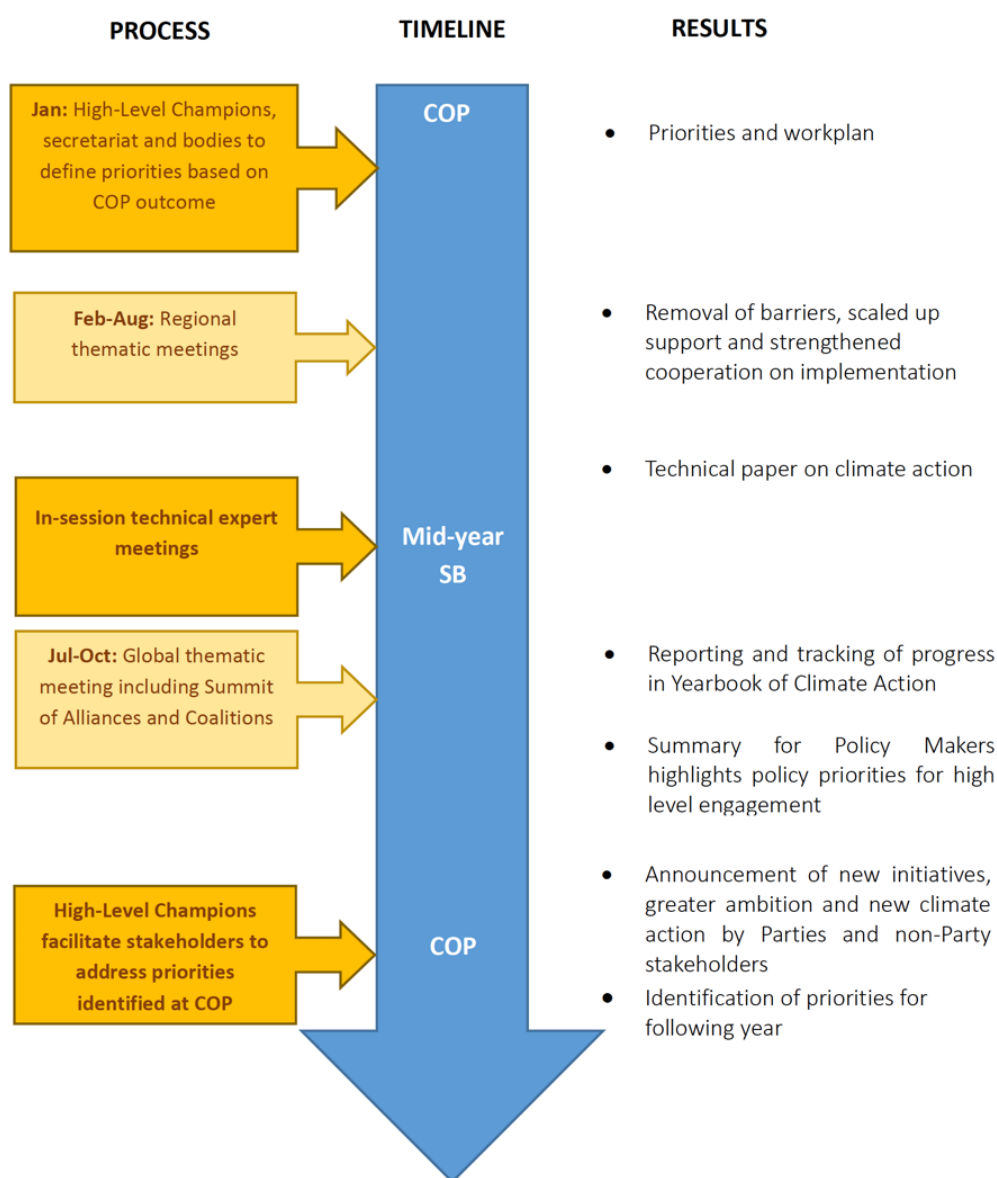 PROCESS
TIMELINE
RESULTS
Jan: High-Level Champions,
secretariat and bodies to
define priorities based on
COP outcome
COP
• Priorities and workplan
Feb-Aug: Regional
thematic meetings
• Removal of barriers, scaled up
support and strengthened
cooperation on implementation
• Technical paper on climate action
In-session technical expert
meetings
Mid-year
SB
Jul-Oct: Global thematic
meeting including Summit
of Alliances and Coalitions
• Reporting and tracking of progress
in Yearbook of Climate Action
• Summary for Policy Makers
highlights policy priorities for high
level engagement
High-Level Champions
facilitate stakeholders to
address priorities
identified at COP
COP
• Announcement of new initiatives,
greater ambition and new climate
action by Parties and non-Party
stakeholders
• Identification of priorities for
following year